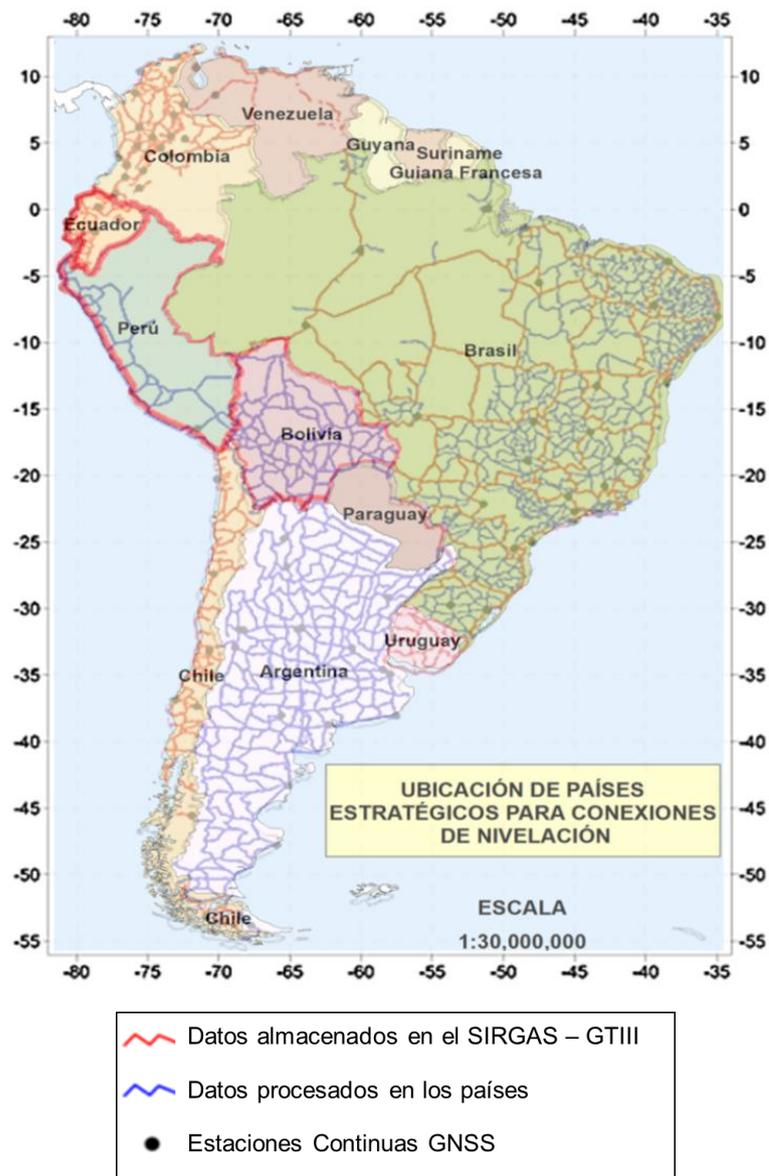 -80 -75 -70 -65 -60 -55 -50 -45 -40 -35
10 10
Venezuela
5 Guyana 5
Colombia Suriname
Guiana Francesa
0 0
Ecuador
-5 -5
Perú
-10 Brasil -10
-15 -15
Bolivia
-20 -20
Paraguay
-25 -25
-30 -30
Uruguay
Chile Argentina
-35 -35
-40 -40
UBICACIÓN DE PAÍSES
-45 ESTRATÉGICOS PARA CONEXIONES -45
DE NIVELACIÓN
-50 -50
ESCALA
Chile
-55 1:30,000,000 -55
-80 -75 -70 -65 -60 -55 -50 -45 -40 -35
Datos almacenados en el SIRGAS – GTIII
Datos procesados en los países
Estaciones Continuas GNSS